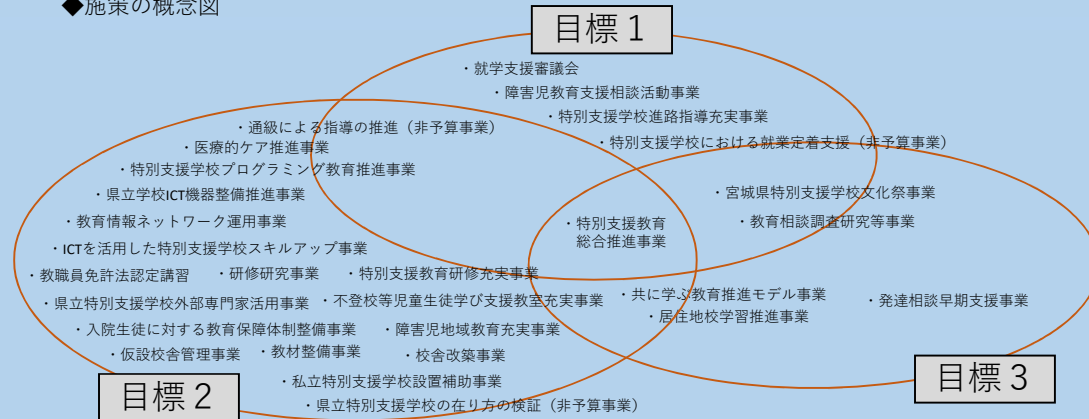 ◆施策の概念図
目標１
・就学支援審議会
・障害児教育支援相談活動事業
・特別支援学校進路指導充実事業
・通級による指導の推進（非予算事業）
・特別支援学校における就業定着支援（非予算事業）
・医療的ケア推進事業
・特別支援学校プログラミング教育推進事業
・県立学校ICT機器整備推進事業
・宮城県特別支援学校文化祭事業
・教育情報ネットワーク運用事業
・特別支援教育
総合推進事業
・教育相談調査研究等事業
・ICTを活用した特別支援学校スキルアップ事業
・教職員免許法認定講習
・研修研究事業
・特別支援教育研修充実事業
・県立特別支援学校外部専門家活用事業
・不登校等児童生徒学び支援教室充実事業
・共に学ぶ教育推進モデル事業
・発達相談早期支援事業
・居住地校学習推進事業
・入院生徒に対する教育保障体制整備事業
・障害児地域教育充実事業
・仮設校舎管理事業
・教材整備事業
・校舎改築事業
・私立特別支援学校設置補助事業
・県立特別支援学校の在り方の検証（非予算事業）
目標２
目標３